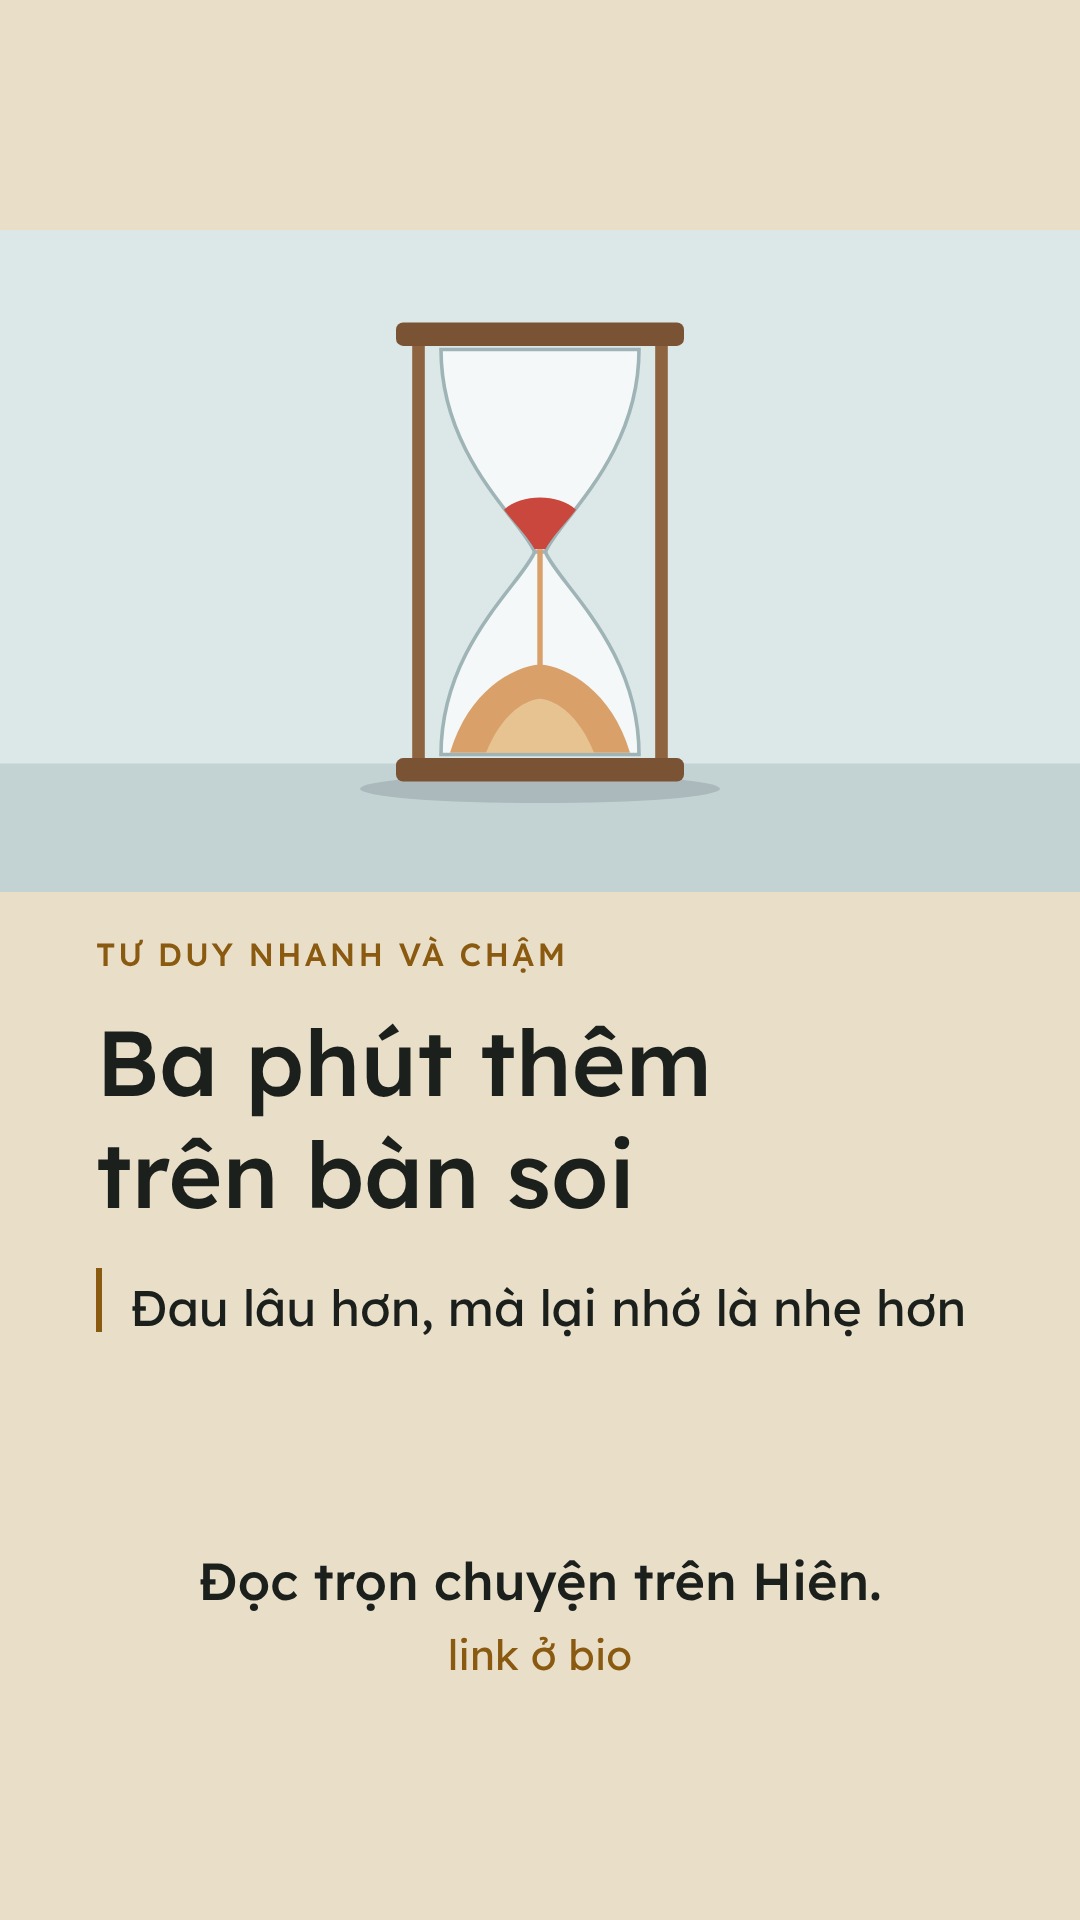 TƯ DUY NHANH VÀ CHẬM
Ba phút thêm
trên bàn soi
Đau lâu hơn, mà lại nhớ là nhẹ hơn
Đọc trọn chuyện trên Hiên.
link ở bio